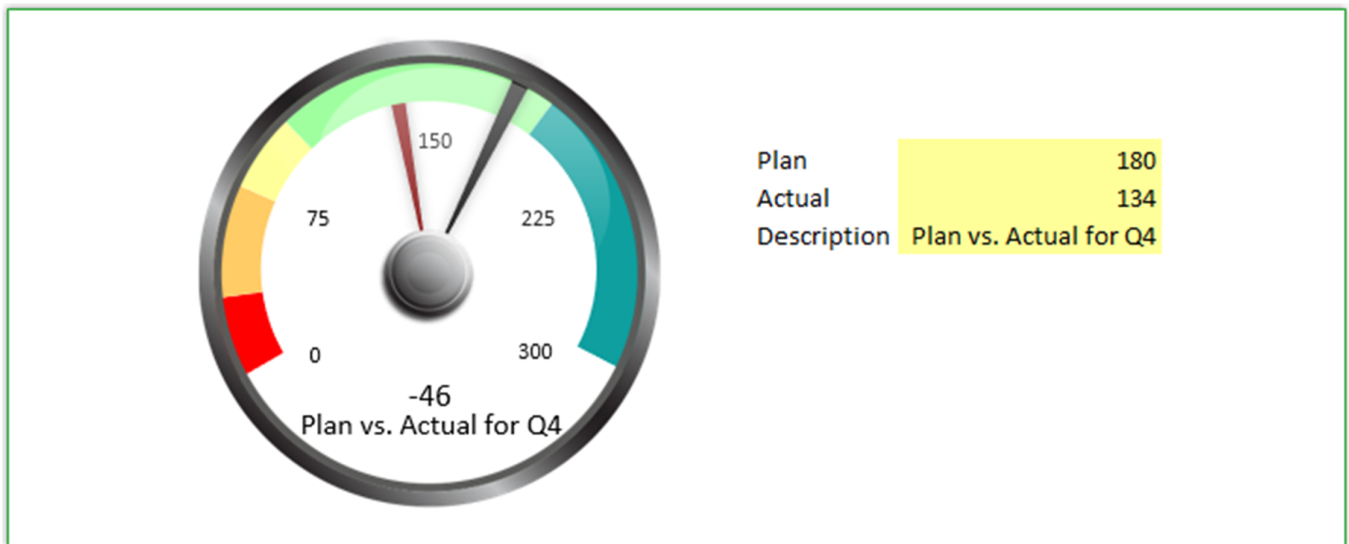 150
75
225
0
300
-46
Plan vs. Actual for Q4
Plan 180
Actual 134
Description Plan vs. Actual for Q4